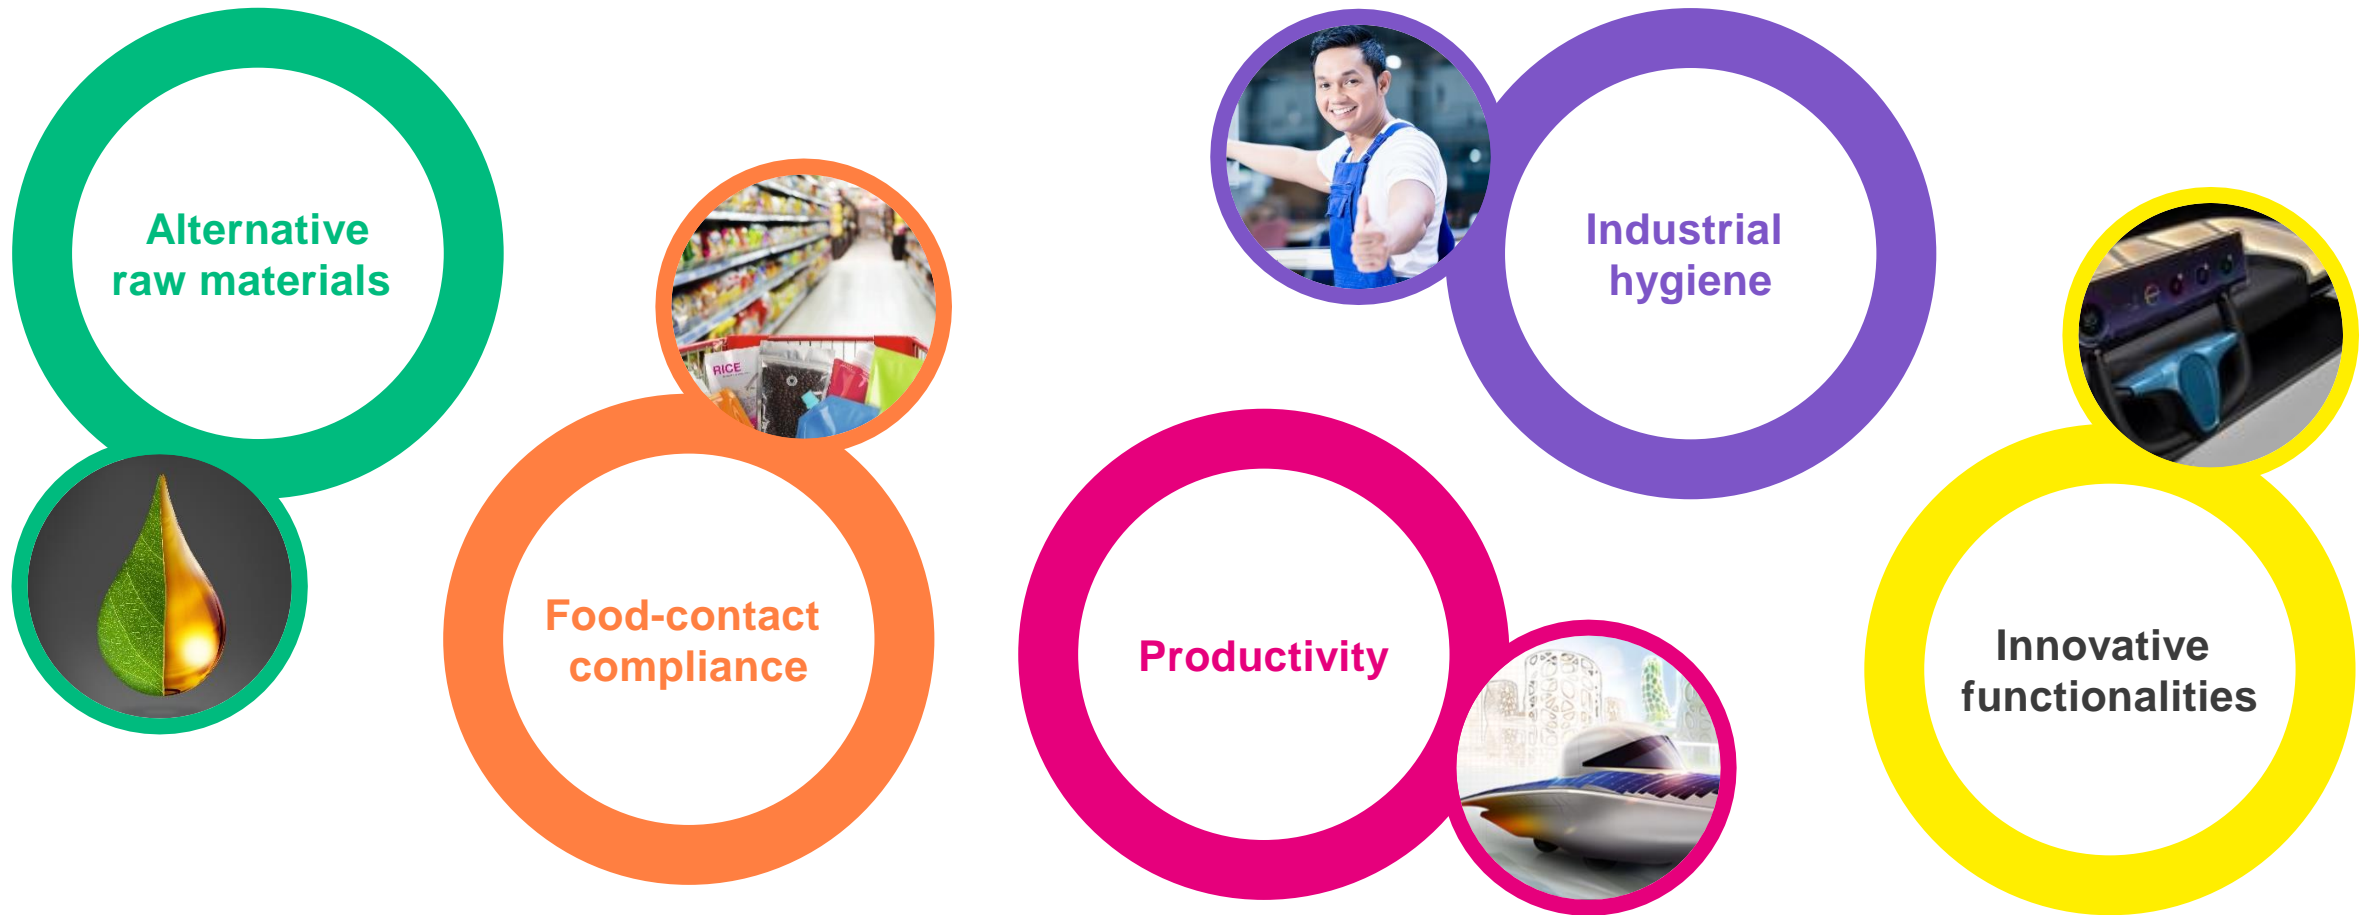 Alternative
raw materials
Food-contact
compliance
RICE
Productivity
Industrial
hygiene
Innovative
functionalities